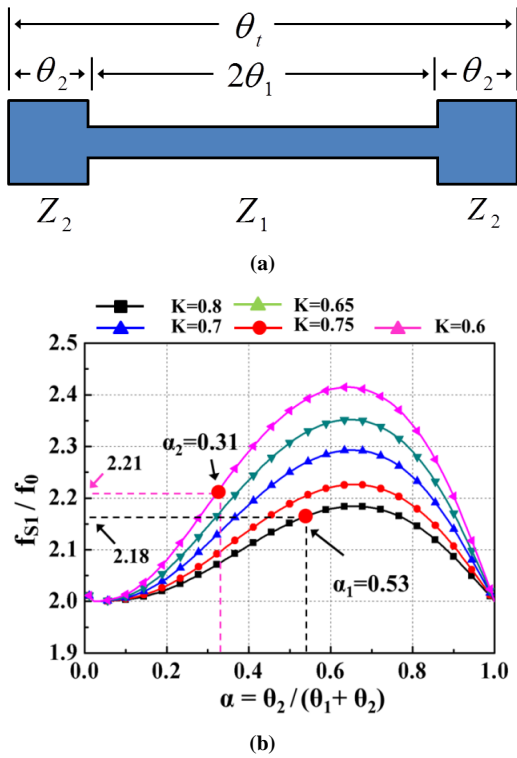 θt
θ2 2θ1 θ2
Z2 Z1 Z2
(a)
K=0.8 K=0.65
K=0.7 K=0.75 K=0.6
2.5
2.4
2.3
2.2
2.1
2.0
1.9
fS1 / f0
α2=0.31
2.21
2.18
α1=0.53
0.0 0.2 0.4 0.6 0.8 1.0
α = θ2 / (θ1 + θ2)
(b)